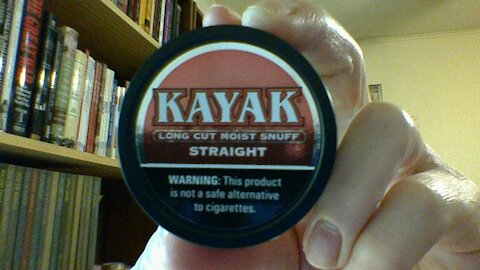 KAYAK
LONG CUT MOIST SNUFF
STRAIGHT
WARNING: This product
is not a safe alternative
to cigarettes.